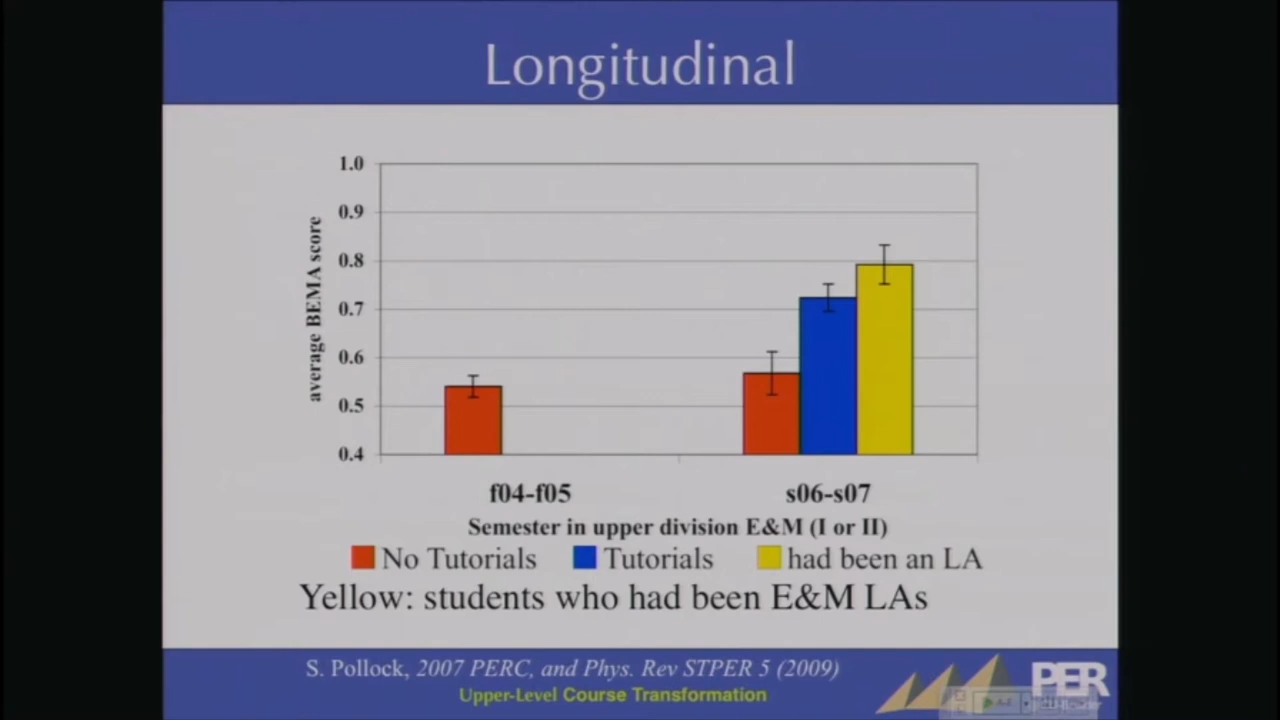 Longitudinal
1.0
0.9
0.8
0.7
0.6
0.5
0.4
average BEMA score
f04-f05
s06-s07
Semester in upper division E&M (I or II)
No Tutorials
Tutorials
had been an LA
Yellow: students who had been E&M LAs
S. Pollock, 2007 PERC, and Phys. Rev STPER 5 (2009)
Upper-Level Course Transformation
PER